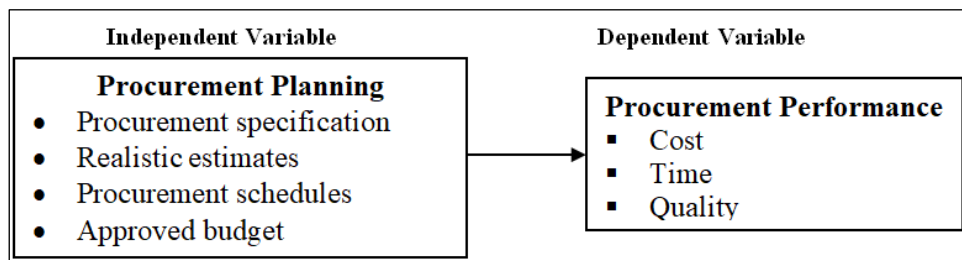 Independent Variable
Dependent Variable
Procurement Planning
• Procurement specification
• Realistic estimates
• Procurement schedules
• Approved budget
Procurement Performance
▪ Cost
▪ Time
▪ Quality